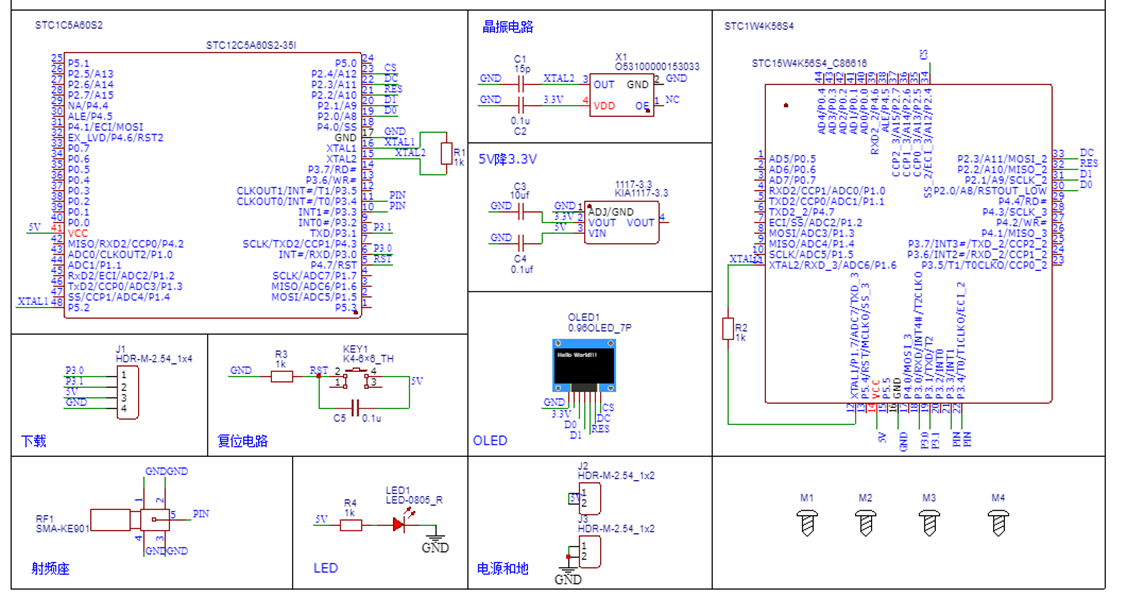 STC1C5A60S2
STC12C5A60S2-35I
25 P5.1
26 P2.5/A13
27 P2.6/A14
28 P2.7/A15
29 NA/P4.4
30 ALE/P4.5
31 P4.1/ECI/MOSI
32 EX_LVD/P4.6/RST2
33 P0.7
34 P0.6
35 P0.5
36 P0.4
37 P0.3
38 P0.2
39 P0.1
40 P0.0
5V 41 VCC
42 MISO/RXD2/CCP0/P4.2
43 ADC0/CLKOUT2/P1.0
44 ADC1/P1.1
45 RxD2/ECI/ADC2/P1.2
46 TxD2/CCP0/ADC3/P1.3
47 SS/CCP1/ADC4/P1.4
XTAL1 48 P5.2
P5.0 24
P2.4/A12 23 CS
P2.3/A11 22 DC
P2.2/A10 21 RES
P2.1/A9 20 D1
P2.0/A8 19 D0
P4.0/SS 18
GND 17 GND
XTAL1 16 XTAL1
XTAL2 15 XTAL2
P3.7/RD# 14
P3.6/WR# 13
CLKOUT1/INT#/T1/P3.5 12
CLKOUT0/INT#/T0/P3.4 11 PIN
INT1#/P3.3 10 PIN
INT0#/P3.2 9
TXD/P3.1 8 P3.1
SCLK/TXD2/CCP1/P4.3 7
INT#/RXD/P3.0 6 P3.0
P4.7/RST 5 RST
SCLK/ADC7/P1.7 4
MISO/ADC6/P1.6 3
MOSI/ADC5/P1.5 2
P5.3 1
R1
1k
晶振电路
C1
15p
GND
XTAL2
GND
3.3V
0.1u
C2
X1
O53100000153033
3 OUT
4 VDD
GND 2 GND
OE 1 NC
5V降3.3V
C3
10uf
GND
GND
C4
0.1uf
GND 1
3.3V 2
5V 3
1117-3.3
KIA1117-3.3
ADJ/GND
VOUT VOUT 4
VIN
OLED1
0.96OLED_7P
Hello World!!!
GND
3.3V
D0
D1
RES
DC
CS
OLED
STC1W4K56S4
STC15W4K56S4_C86616
CS
44 AD4/P0.4
43 AD3/P0.3
42 AD2/P0.2
41 AD1/P0.1
40 AD0/P0.0
39 RXD2_2/P4.6
38 ALE/P4.5
37 CCP2_3/A15/P2.7
36 CCP1_3/A14/P2.6
35 CCP0_3/A13/P2.5
34 SS_2/ECI_3/A12/P2.4
1 AD5/P0.5
2 AD6/P0.6
3 AD7/P0.7
4 RXD2/CCP1/ADC0/P1.0
5 TXD2/CCP0/ADC1/P1.1
6 TXD2_2/P4.7
7 ECI/SS/ADC2/P1.2
8 MOSI/ADC3/P1.3
9 MISO/ADC4/P1.4
10 SCLK/ADC5/P1.5
XTAL2/RXD_3/ADC6/P1.6
P2.3/A11/MOSI_2 33 DC
P2.2/A10/MISO_2 32 RES
P2.1/A9/SCLK_2 31 D1
P2.0/A8/RSTOUT_LOW 30 D0
P4.4/RD# 29
P4.3/SCLK_3 28
P4.2/WR# 27
P4.1/MISO_3 26
P3.7/INT3#/TXD_2/CCP2_2 25
P3.6/INT2#/RXD_2/CCP1_2 24
P3.5/T1/T0CLKO/CCP0_2 23
12 XTAL1/P1.7/ADC7/TXD_3
13 P5.4/RST/MCLKO/SS_3
14 VCC
15 P5.5
16 GND
17 P4.0/MOSI_3
18 P3.0/RXD/INT4#/T2CLKO
19 P3.1/TXD/T2
20 P3.2/INT0
21 P3.3/INT1
22 P3.4/T0/T1CLKO/ECI_2
5V
GND
P3.0
P3.1
PIN
PIN
R2
1k
J1
HDR-M-2.54_1x4
P3.0 1
P3.1 2
5V 3
GND 4
下载
GND
R3
1k
RST
KEY1
K4-6×6_TH
2 4
1 3
5V
C5 0.1u
复位电路
GND GND
1 2
RF1
SMA-KE901
5 PIN
4 3
GND GND
射频座
5V
R4
1k
LED1
LED-0805_R
GND
LED
J2
HDR-M-2.54_1x2
5V 1
2
J3
HDR-M-2.54_1x2
1
2
GND
电源和地
M1 M2 M3 M4